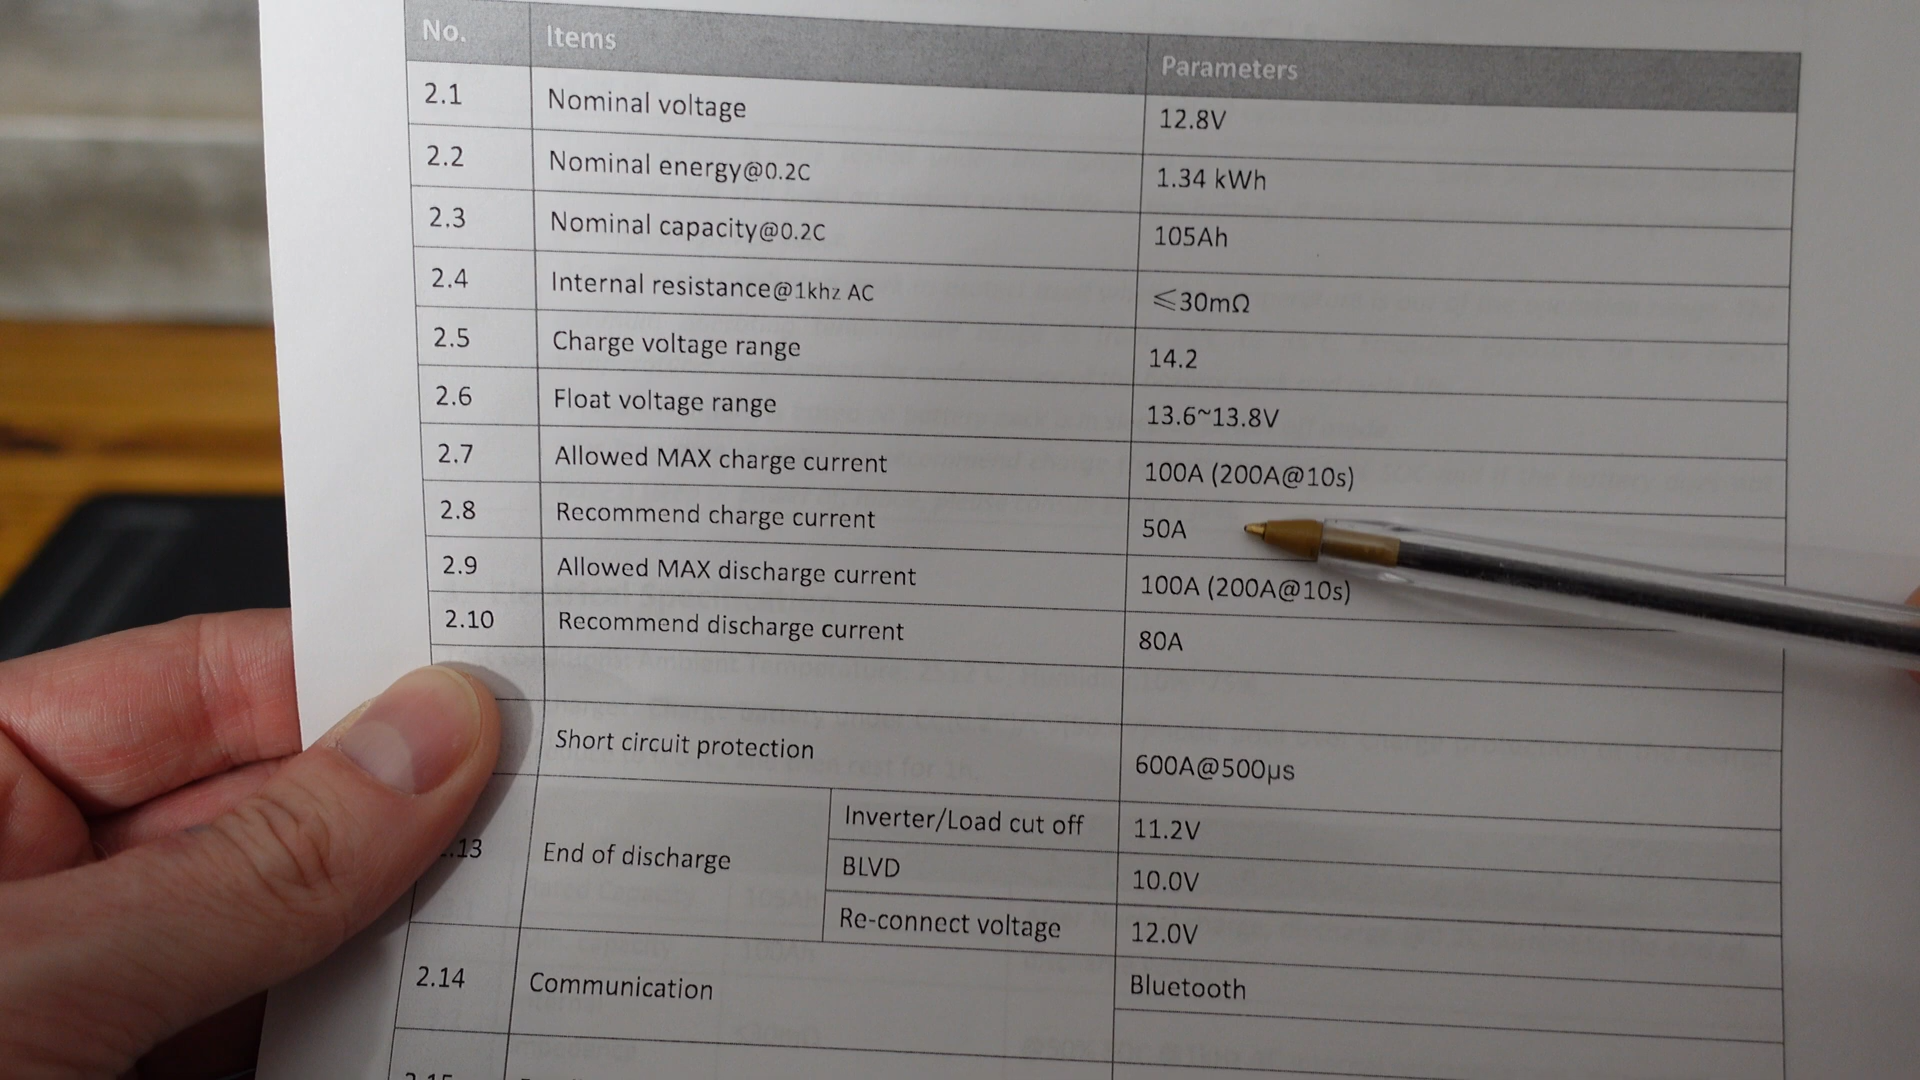 No. Items Parameters
2.1 Nominal voltage 12.8V
2.2 Nominal energy@0.2C 1.34 kWh
2.3 Nominal capacity@0.2C 105Ah
2.4 Internal resistance@1khz AC ≤30mΩ
2.5 Charge voltage range 14.2
2.6 Float voltage range 13.6~13.8V
2.7 Allowed MAX charge current 100A (200A@10s)
2.8 Recommend charge current 50A
2.9 Allowed MAX discharge current 100A (200A@10s)
2.10 Recommend discharge current 80A
Short circuit protection 600A@500μs
Inverter/Load cut off 11.2V
.13 End of discharge BLVD 10.0V
Re-connect voltage 12.0V
2.14 Communication Bluetooth